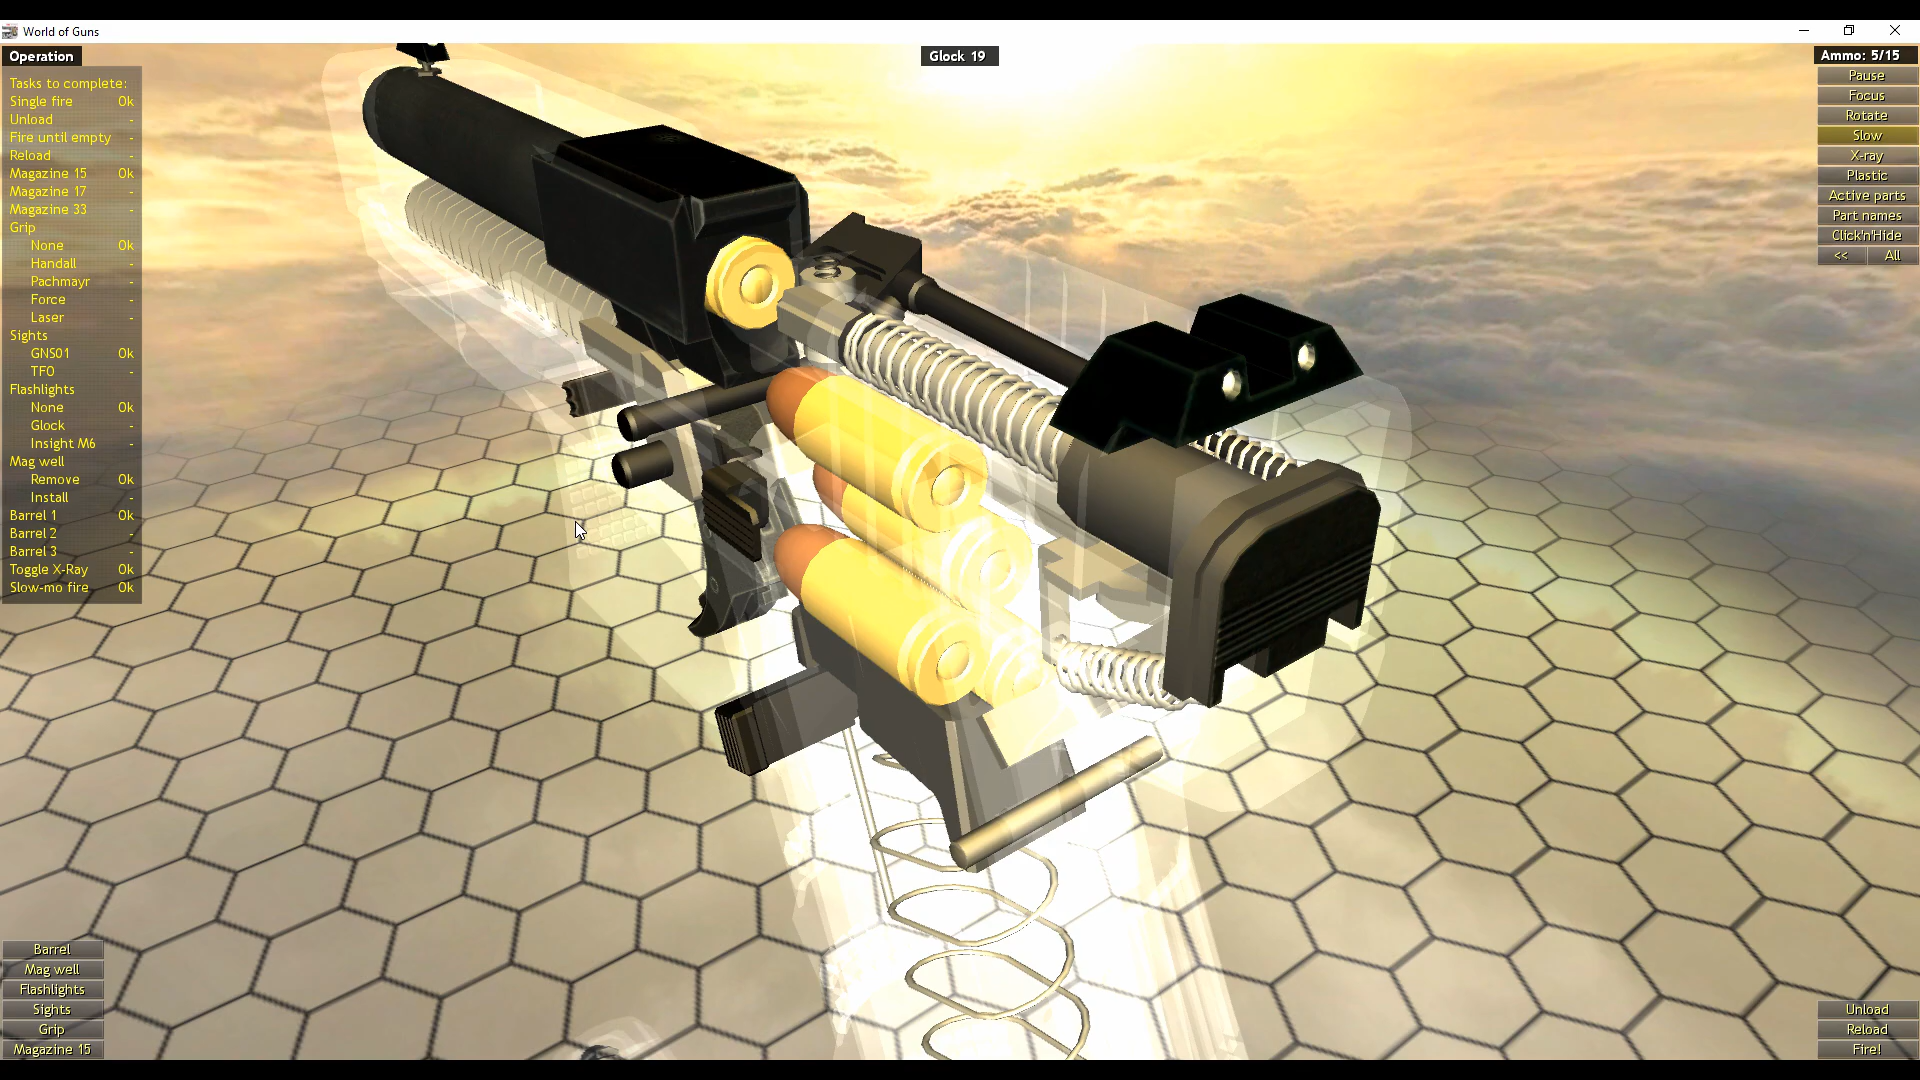 World of Guns
Operation
Glock 19
Ammo: 5/15
Tasks to complete:
Single fire Ok
Unload -
Fire until empty -
Reload -
Magazine 15 Ok
Magazine 17 -
Magazine 33 -
Grip
None Ok
Handall -
Pachmayr -
Force -
Laser -
Sights
GNS01 Ok
TFO -
Flashlights
None Ok
Glock -
Insight M6 -
Mag well
Remove Ok
Install -
Barrel 1 Ok
Barrel 2 -
Barrel 3 -
Toggle X-Ray Ok
Slow-mo fire Ok
Pause
Focus
Rotate
Slow
X-ray
Plastic
Active parts
Part names
Click'n'Hide
<< All
Barrel
Mag well
Flashlights
Sights
Grip
Magazine 15
Unload
Reload
Fire!